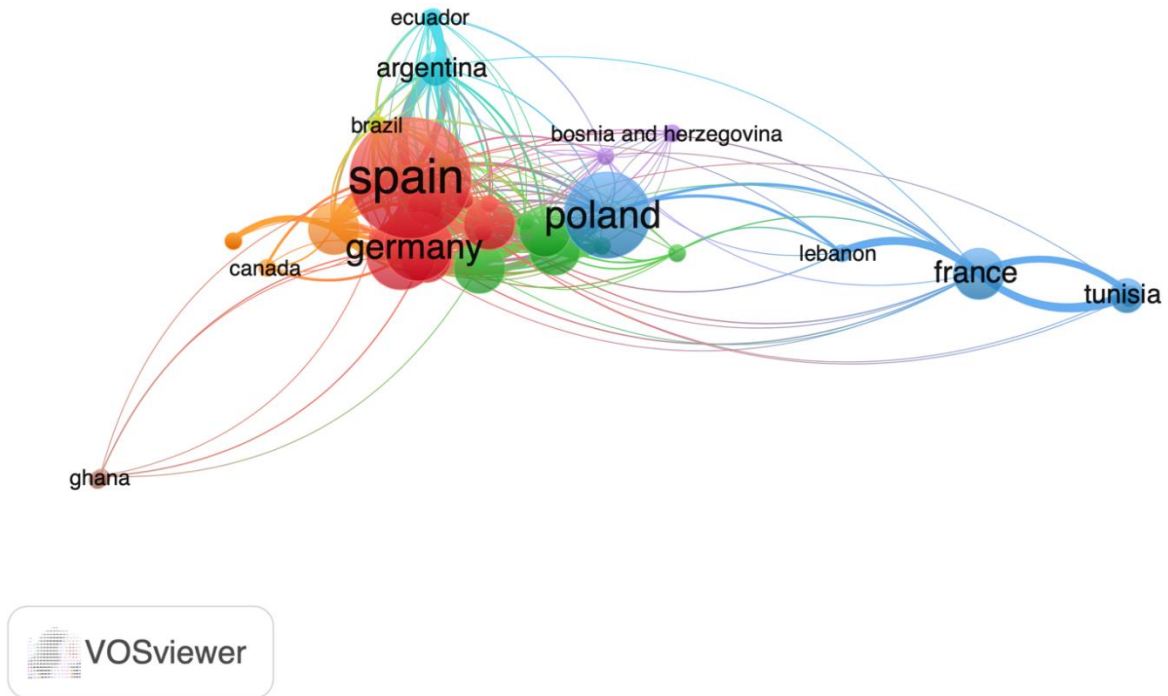 ecuador
argentina
brazil
bosnia and herzegovina
spain
poland
germany
lebanon
canada
france
tunisia
ghana
VOSviewer